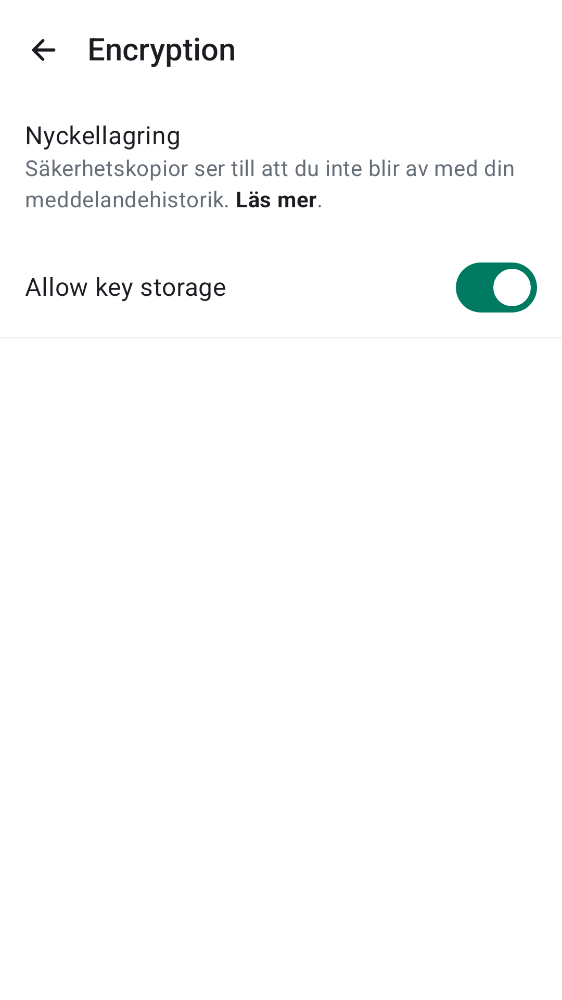 Encryption
Nyckellagring
Säkerhetskopior ser till att du inte blir av med din
meddelandehistorik. Läs mer.
Allow key storage